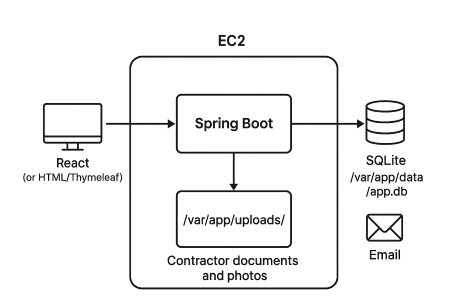 EC2
Spring Boot
React
(or HTML/Thymeleaf)
SQLite
/var/app/data
/app.db
/var/app/uploads/
Contractor documents
and photos
Email